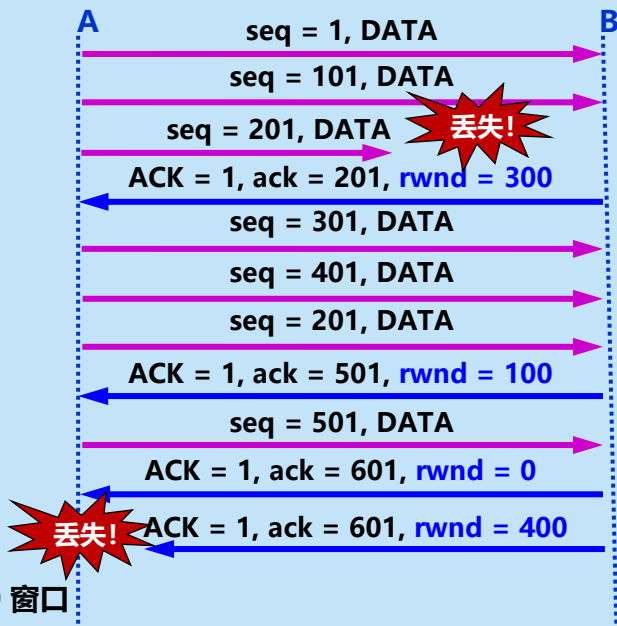 A
B
seq = 1, DATA
seq = 101, DATA
丢失!
seq = 201, DATA
ACK = 1, ack = 201, rwnd = 300
seq = 301, DATA
seq = 401, DATA
seq = 201, DATA
ACK = 1, ack = 501, rwnd = 100
seq = 501, DATA
ACK = 1, ack = 601, rwnd = 0
丢失!
ACK = 1, ack = 601, rwnd = 400
窗口